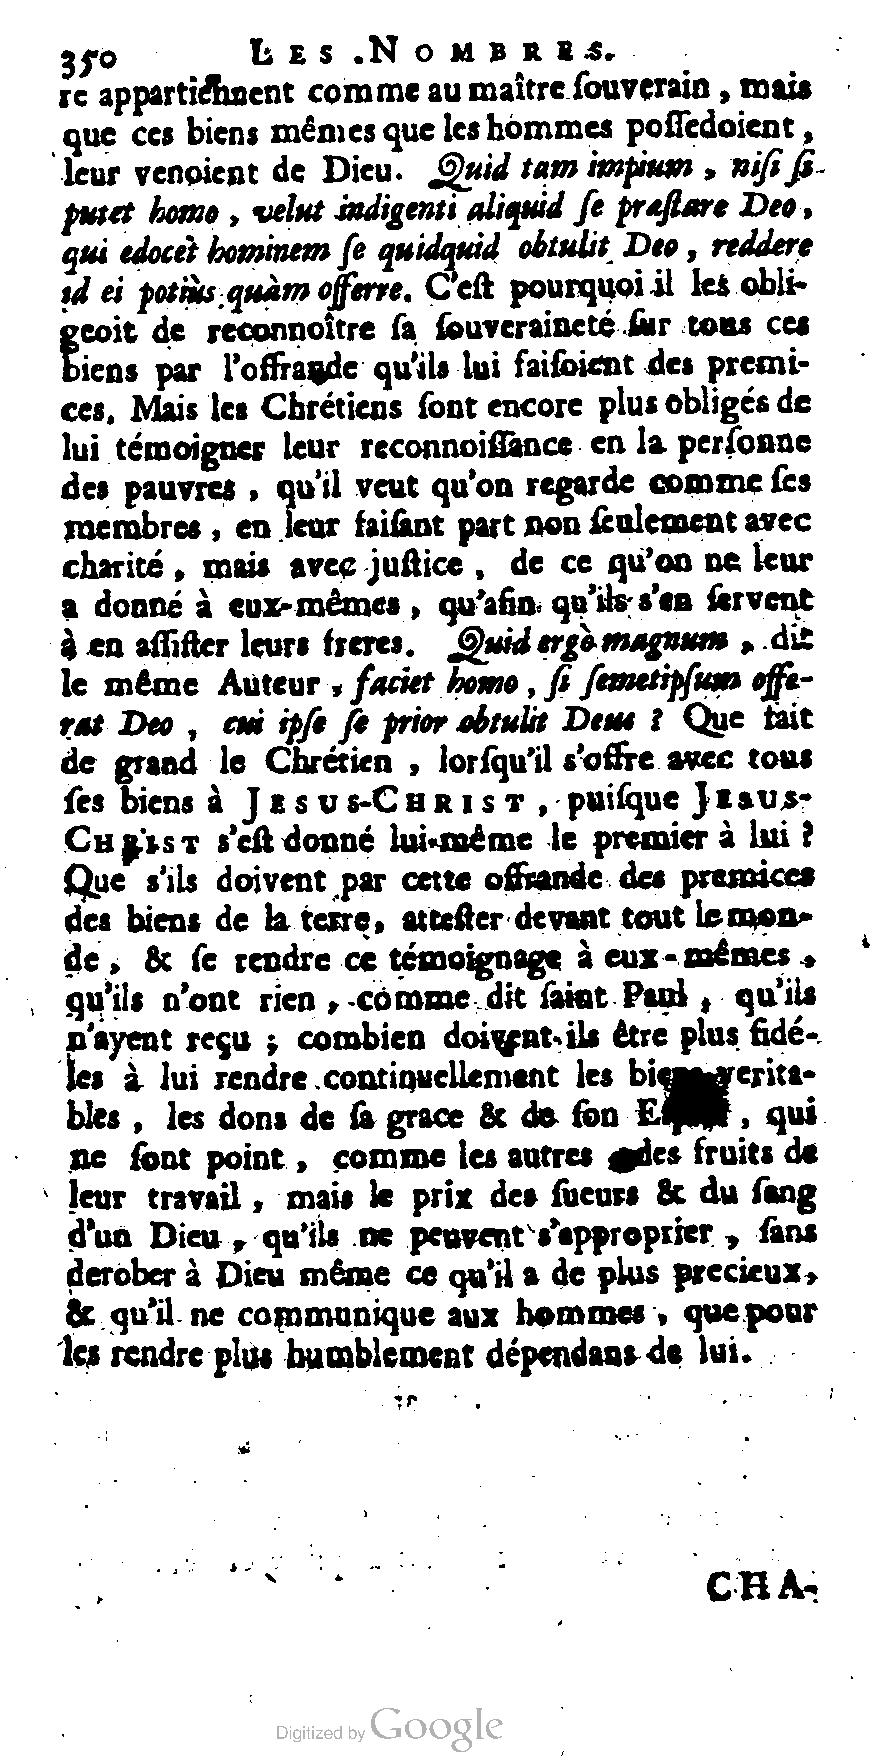 350 LES NOMBRES.
re appartiennent comme au maître ſouverain, mais
que ces biens mêmes que les hommes poſſedoient,
leur venoient de Dieu. Quid tam impium, niſi ſi
putet homo, velut indigenti aliquid ſe præſtare Deo,
qui edocet hominem ſe quidquid obtulit Deo, reddere
id ei potiùs quàm offerre. C'eſt pourquoi il les obli-
geoit de reconnoître ſa ſouveraineté ſur tous ces
biens par l'offrande qu'ils lui faiſoient des premi-
ces. Mais les Chrétiens ſont encore plus obligés de
lui témoigner leur reconnoiſſance en la perſonne
des pauvres, qu'il veut qu'on regarde comme ſes
membres, en leur faiſant part non ſeulement avec
charité, mais avec juſtice, de ce qu'on ne leur
a donné à eux-mêmes, qu'afin qu'ils s'en ſervent
à en aſſiſter leurs freres. Quid ergò magnum, dit
le même Auteur, faciet homo, ſi ſemetipſum offe-
rat Deo, cui ipſe ſe prior obtulit Deus ? Que fait
de grand le Chrétien, lorſqu'il s'offre avec tous
ſes biens à JESUS-CHRIST, puiſque JESUS-
CHRIST s'eſt donné lui-même le premier à lui ?
Que s'ils doivent par cette offrande des premices
des biens de la terre, atteſter devant tout le mon-
de, & ſe rendre ce témoignage à eux-mêmes,
qu'ils n'ont rien, comme dit ſaint Paul, qu'ils
n'ayent reçu ; combien doivent-ils être plus fidé-
les à lui rendre continuellement les biens verita-
bles, les dons de ſa grace & de ſon , qui
ne ſont point, comme les autres des fruits de
leur travail, mais le prix des ſueurs & du ſang
d'un Dieu, qu'ils ne peuvent s'approprier, ſans
derober à Dieu même ce qu'il a de plus precieux,
& qu'il ne communique aux hommes, que pour
les rendre plus humblement dépendans de lui.
CHA-
Digitized by Google